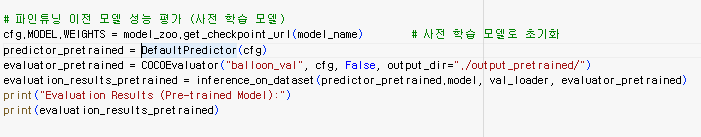 # 파인튜닝 이전 모델 성능 평가 (사전 학습 모델)
cfg.MODEL.WEIGHTS = model_zoo.get_checkpoint_url(model_name) # 사전 학습 모델로 초기화
predictor_pretrained = DefaultPredictor(cfg)
evaluator_pretrained = COCOEvaluator("balloon_val", cfg, False, output_dir="./output_pretrained/")
evaluation_results_pretrained = inference_on_dataset(predictor_pretrained.model, val_loader, evaluator_pretrained)
print("Evaluation Results (Pre-trained Model):")
print(evaluation_results_pretrained)